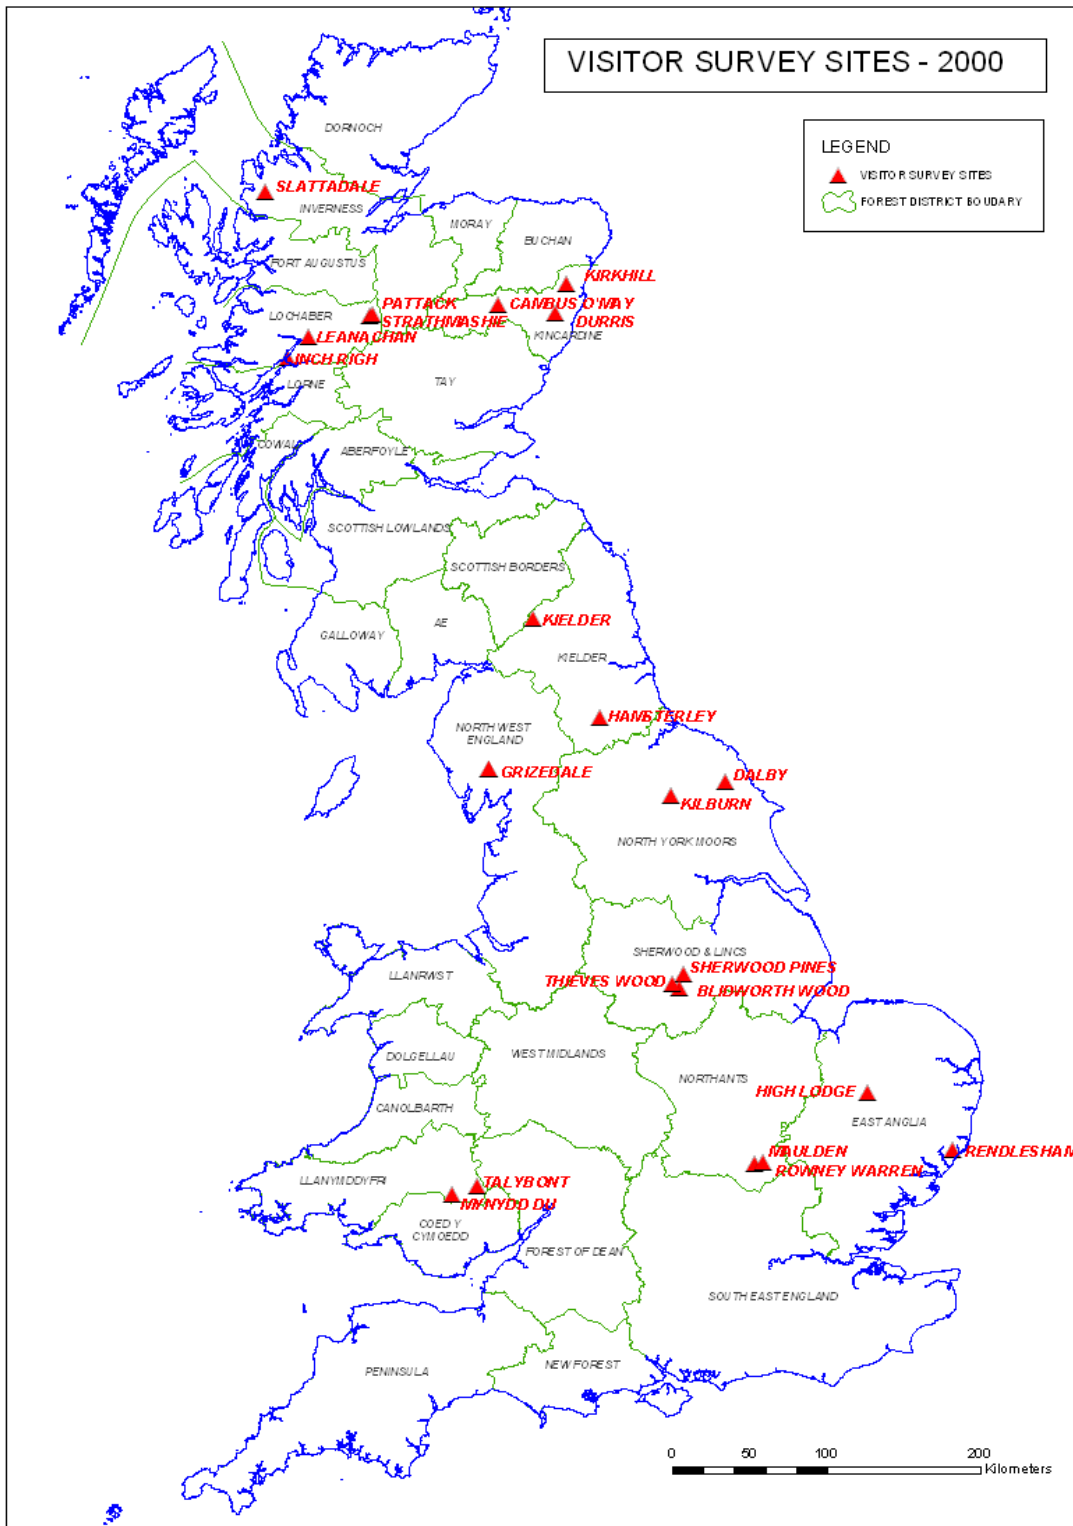 VISITOR SURVEY SITES - 2000
LEGEND
VISITOR SURVEY SITES
FOREST DISTRICT BOUDARY
DORNOCH
SLATTADALE
INVERNESS
MORAY
BUCHAN
FORT AUGUSTUS
KIRKHILL
PATTACK
CAMBUS O'MAY
LOCHABER
STRATHMASHIE
DURRIS
LEANACHAN
KINCARDINE
INCHRIGH
LORNE
TAY
COWAL
ABERFOYLE
SCOTTISH LOWLANDS
SCOTTISH BORDERS
KIELDER
AE
GALLOWAY
KIELDER
HAMSTERLEY
NORTH WEST
ENGLAND
GRIZEDALE
DALBY
KILBURN
NORTH YORK MOORS
SHERWOOD & LINCS
SHERWOOD PINES
LLANRWST
THIEVES WOOD
BLIDWORTH WOOD
DOLGELLAU
WEST MIDLANDS
NORTHANTS
HIGH LODGE
CANOLBARTH
EAST ANGLIA
MAULDEN
RENDLESHAM
ROWNEY WARREN
LLANYMDDYFRI
TALYBONT
MYNYDD DU
COED Y
CYMOEDD
FOREST OF DEAN
SOUTH EAST ENGLAND
NEW FOREST
PENINSULA
0 50 100 200
Kilometers